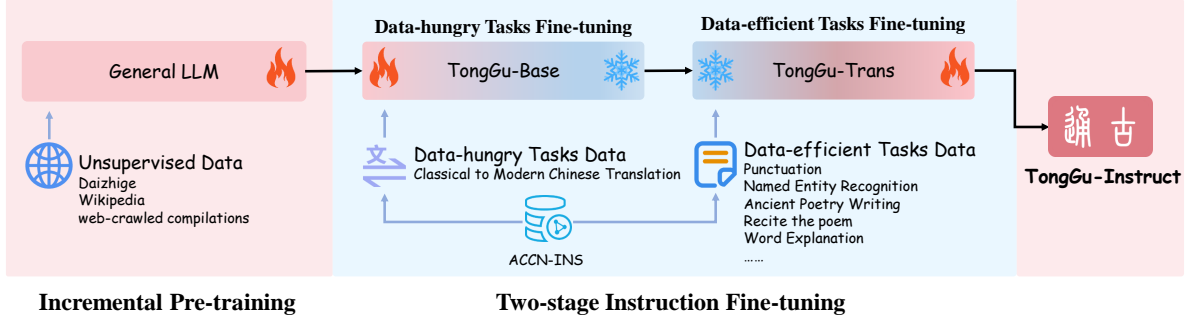 Data-hungry Tasks Fine-tuning
Data-efficient Tasks Fine-tuning
General LLM
TongGu-Base
TongGu-Trans
Unsupervised Data
Daizhige
Wikipedia
web-crawled compilations
文
Data-hungry Tasks Data
Classical to Modern Chinese Translation
ACCN-INS
Data-efficient Tasks Data
Punctuation
Named Entity Recognition
Ancient Poetry Writing
Recite the poem
Word Explanation
……
通古
TongGu-Instruct
Incremental Pre-training
Two-stage Instruction Fine-tuning